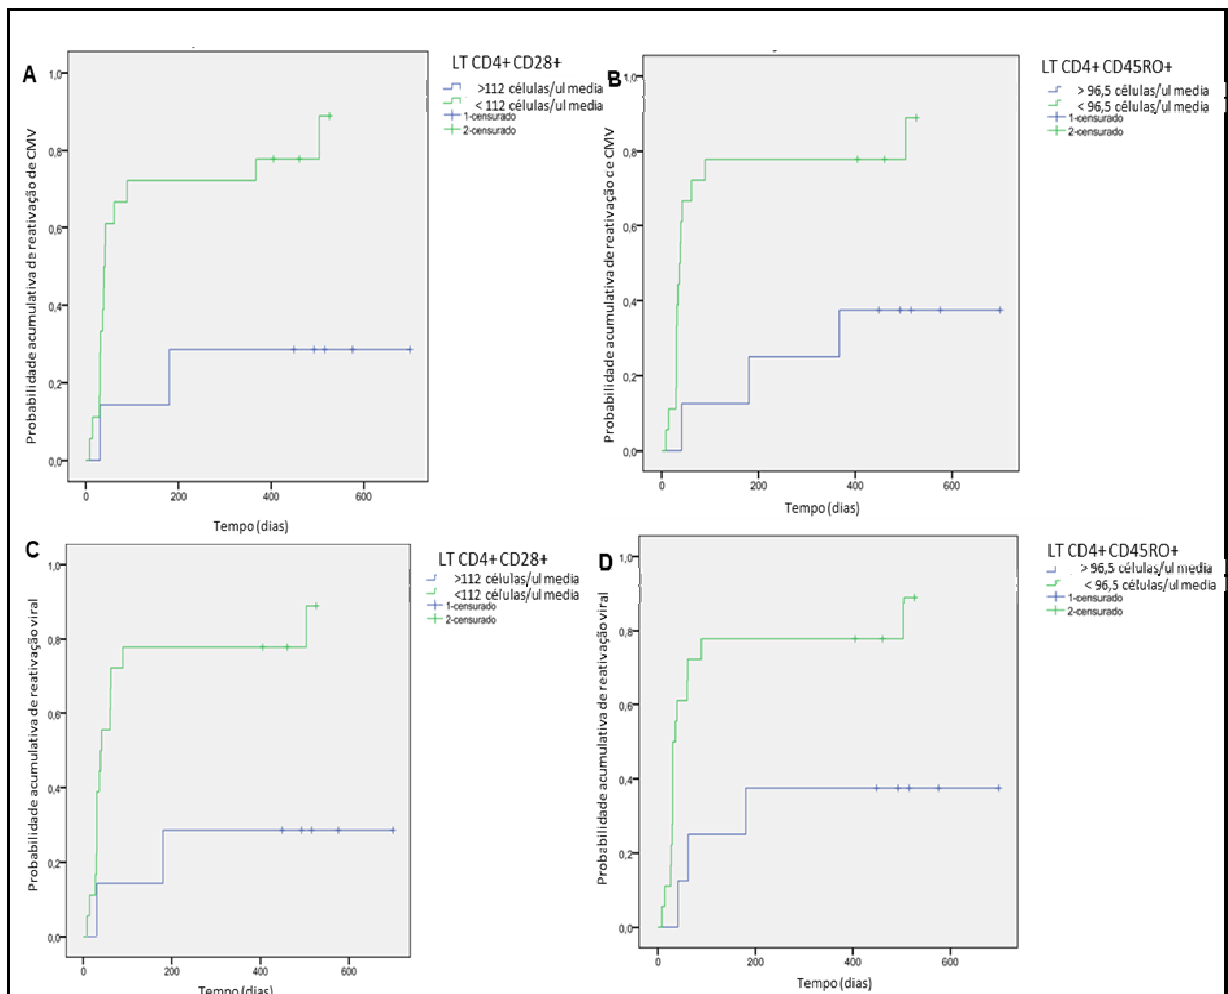 A
LT CD4+ CD28+
>112 células/ul media
< 112 células/ul media
1-censurado
2-censurado
Probabilidade acumulativa de reativação de CMV
1,0
0,8
0,6
0,4
0,2
0,0
0 200 400 600
Tempo (dias)
B
LT CD4+ CD45RO+
> 96,5 células/ul media
< 96,5 células/ul media
1-censurado
2-censurado
Probabilidade acumulativa de reativação de CMV
1,0
0,8
0,6
0,4
0,2
0,0
0 200 400 600
Tempo (dias)
C
LT CD4+ CD28+
>112 células/ul media
<112 células/ul media
1-censurado
2-censurado
Probabilidade acumulativa de reativação viral
1,0
0,8
0,6
0,4
0,2
0,0
0 200 400 600
Tempo (dias)
D
LT CD4+ CD45RO+
> 96,5 células/ul media
< 96,5 células/ul media
1-censurado
2-censurado
Probabilidade acumulativa de reativação viral
1,0
0,8
0,6
0,4
0,2
0,0
0 200 400 600
Tempo (dias)